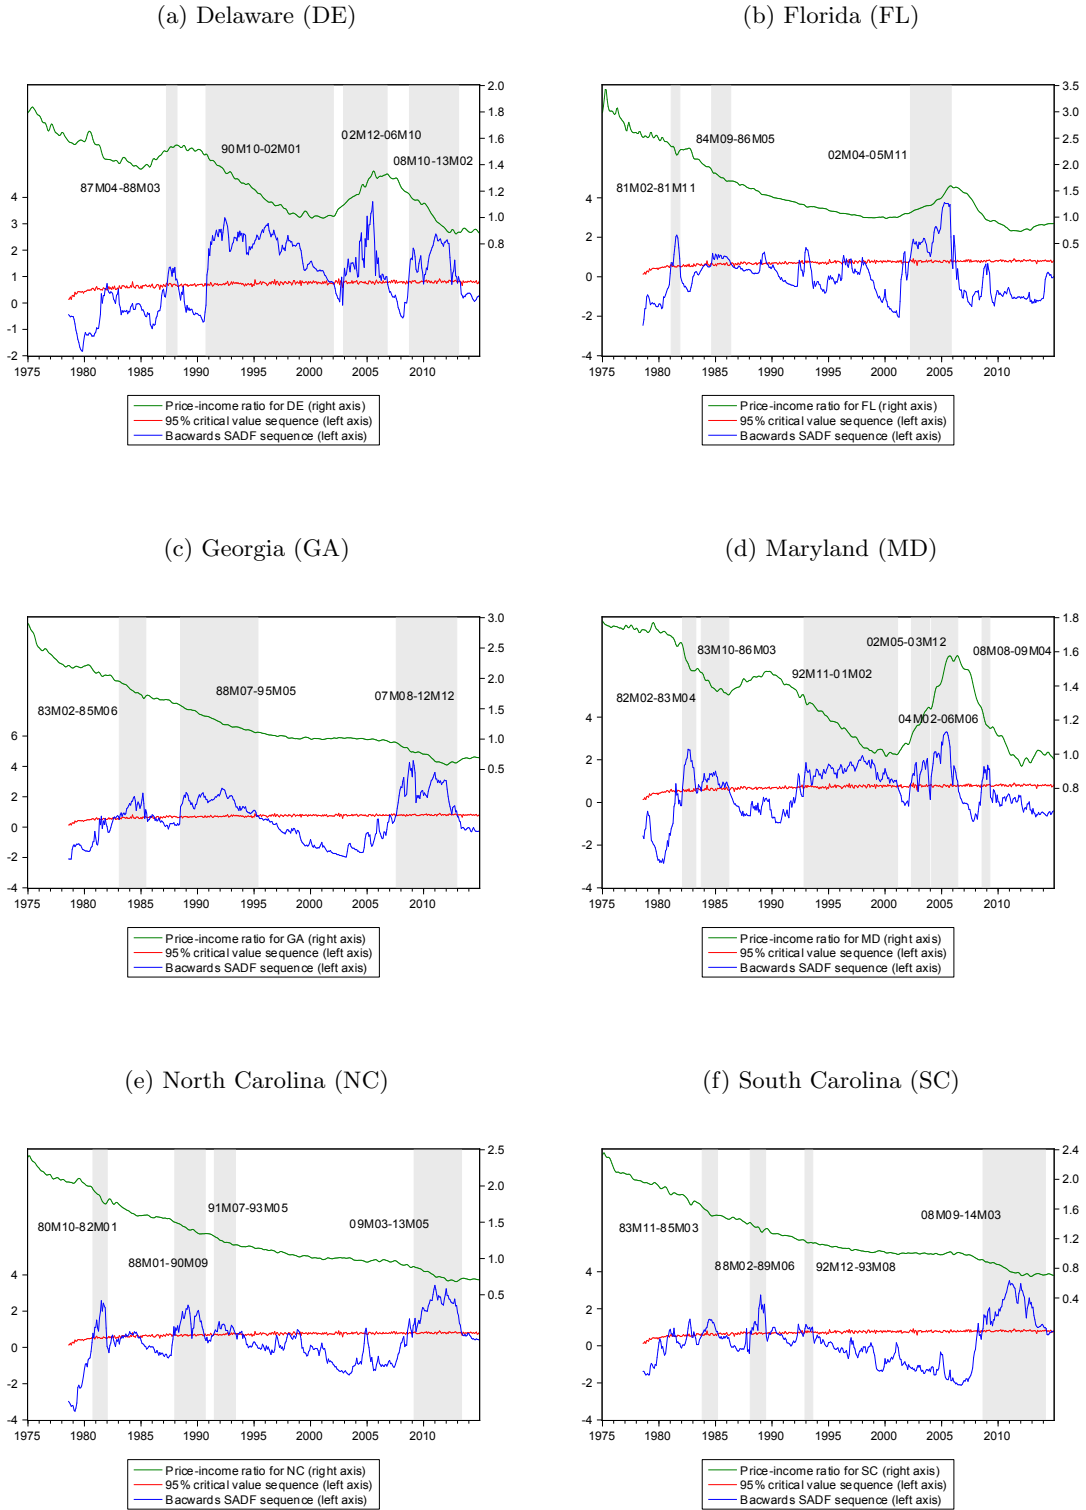 (a) Delaware (DE)
2.0
1.8
1.6
1.4
1.2
1.0
0.8
4
3
2
1
0
-1
-2
02M12-06M10
90M10-02M01
08M10-13M02
87M04-88M03
1975 1980 1985 1990 1995 2000 2005 2010
Price-income ratio for DE (right axis)
95% critical value sequence (left axis)
Bacwards SADF sequence (left axis)
(b) Florida (FL)
3.5
3.0
2.5
2.0
1.5
1.0
0.5
4
2
0
-2
-4
84M09-86M05
02M04-05M11
81M02-81M11
1975 1980 1985 1990 1995 2000 2005 2010
Price-income ratio for FL (right axis)
95% critical value sequence (left axis)
Bacwards SADF sequence (left axis)
(c) Georgia (GA)
3.0
2.5
2.0
1.5
1.0
0.5
6
4
2
0
-2
-4
88M07-95M05
07M08-12M12
83M02-85M06
1975 1980 1985 1990 1995 2000 2005 2010
Price-income ratio for GA (right axis)
95% critical value sequence (left axis)
Bacwards SADF sequence (left axis)
(d) Maryland (MD)
1.8
1.6
1.4
1.2
1.0
0.8
4
2
0
-2
-4
02M05-03M12
83M10-86M03
08M08-09M04
92M11-01M02
82M02-83M04
04M02-06M06
1975 1980 1985 1990 1995 2000 2005 2010
Price-income ratio for MD (right axis)
95% critical value sequence (left axis)
Bacwards SADF sequence (left axis)
(e) North Carolina (NC)
2.5
2.0
1.5
1.0
0.5
4
2
0
-2
-4
91M07-93M05
09M03-13M05
80M10-82M01
88M01-90M09
1975 1980 1985 1990 1995 2000 2005 2010
Price-income ratio for NC (right axis)
95% critical value sequence (left axis)
Bacwards SADF sequence (left axis)
(f) South Carolina (SC)
2.4
2.0
1.6
1.2
0.8
0.4
4
2
0
-2
-4
08M09-14M03
83M11-85M03
88M02-89M06
92M12-93M08
1975 1980 1985 1990 1995 2000 2005 2010
Price-income ratio for SC (right axis)
95% critical value sequence (left axis)
Bacwards SADF sequence (left axis)